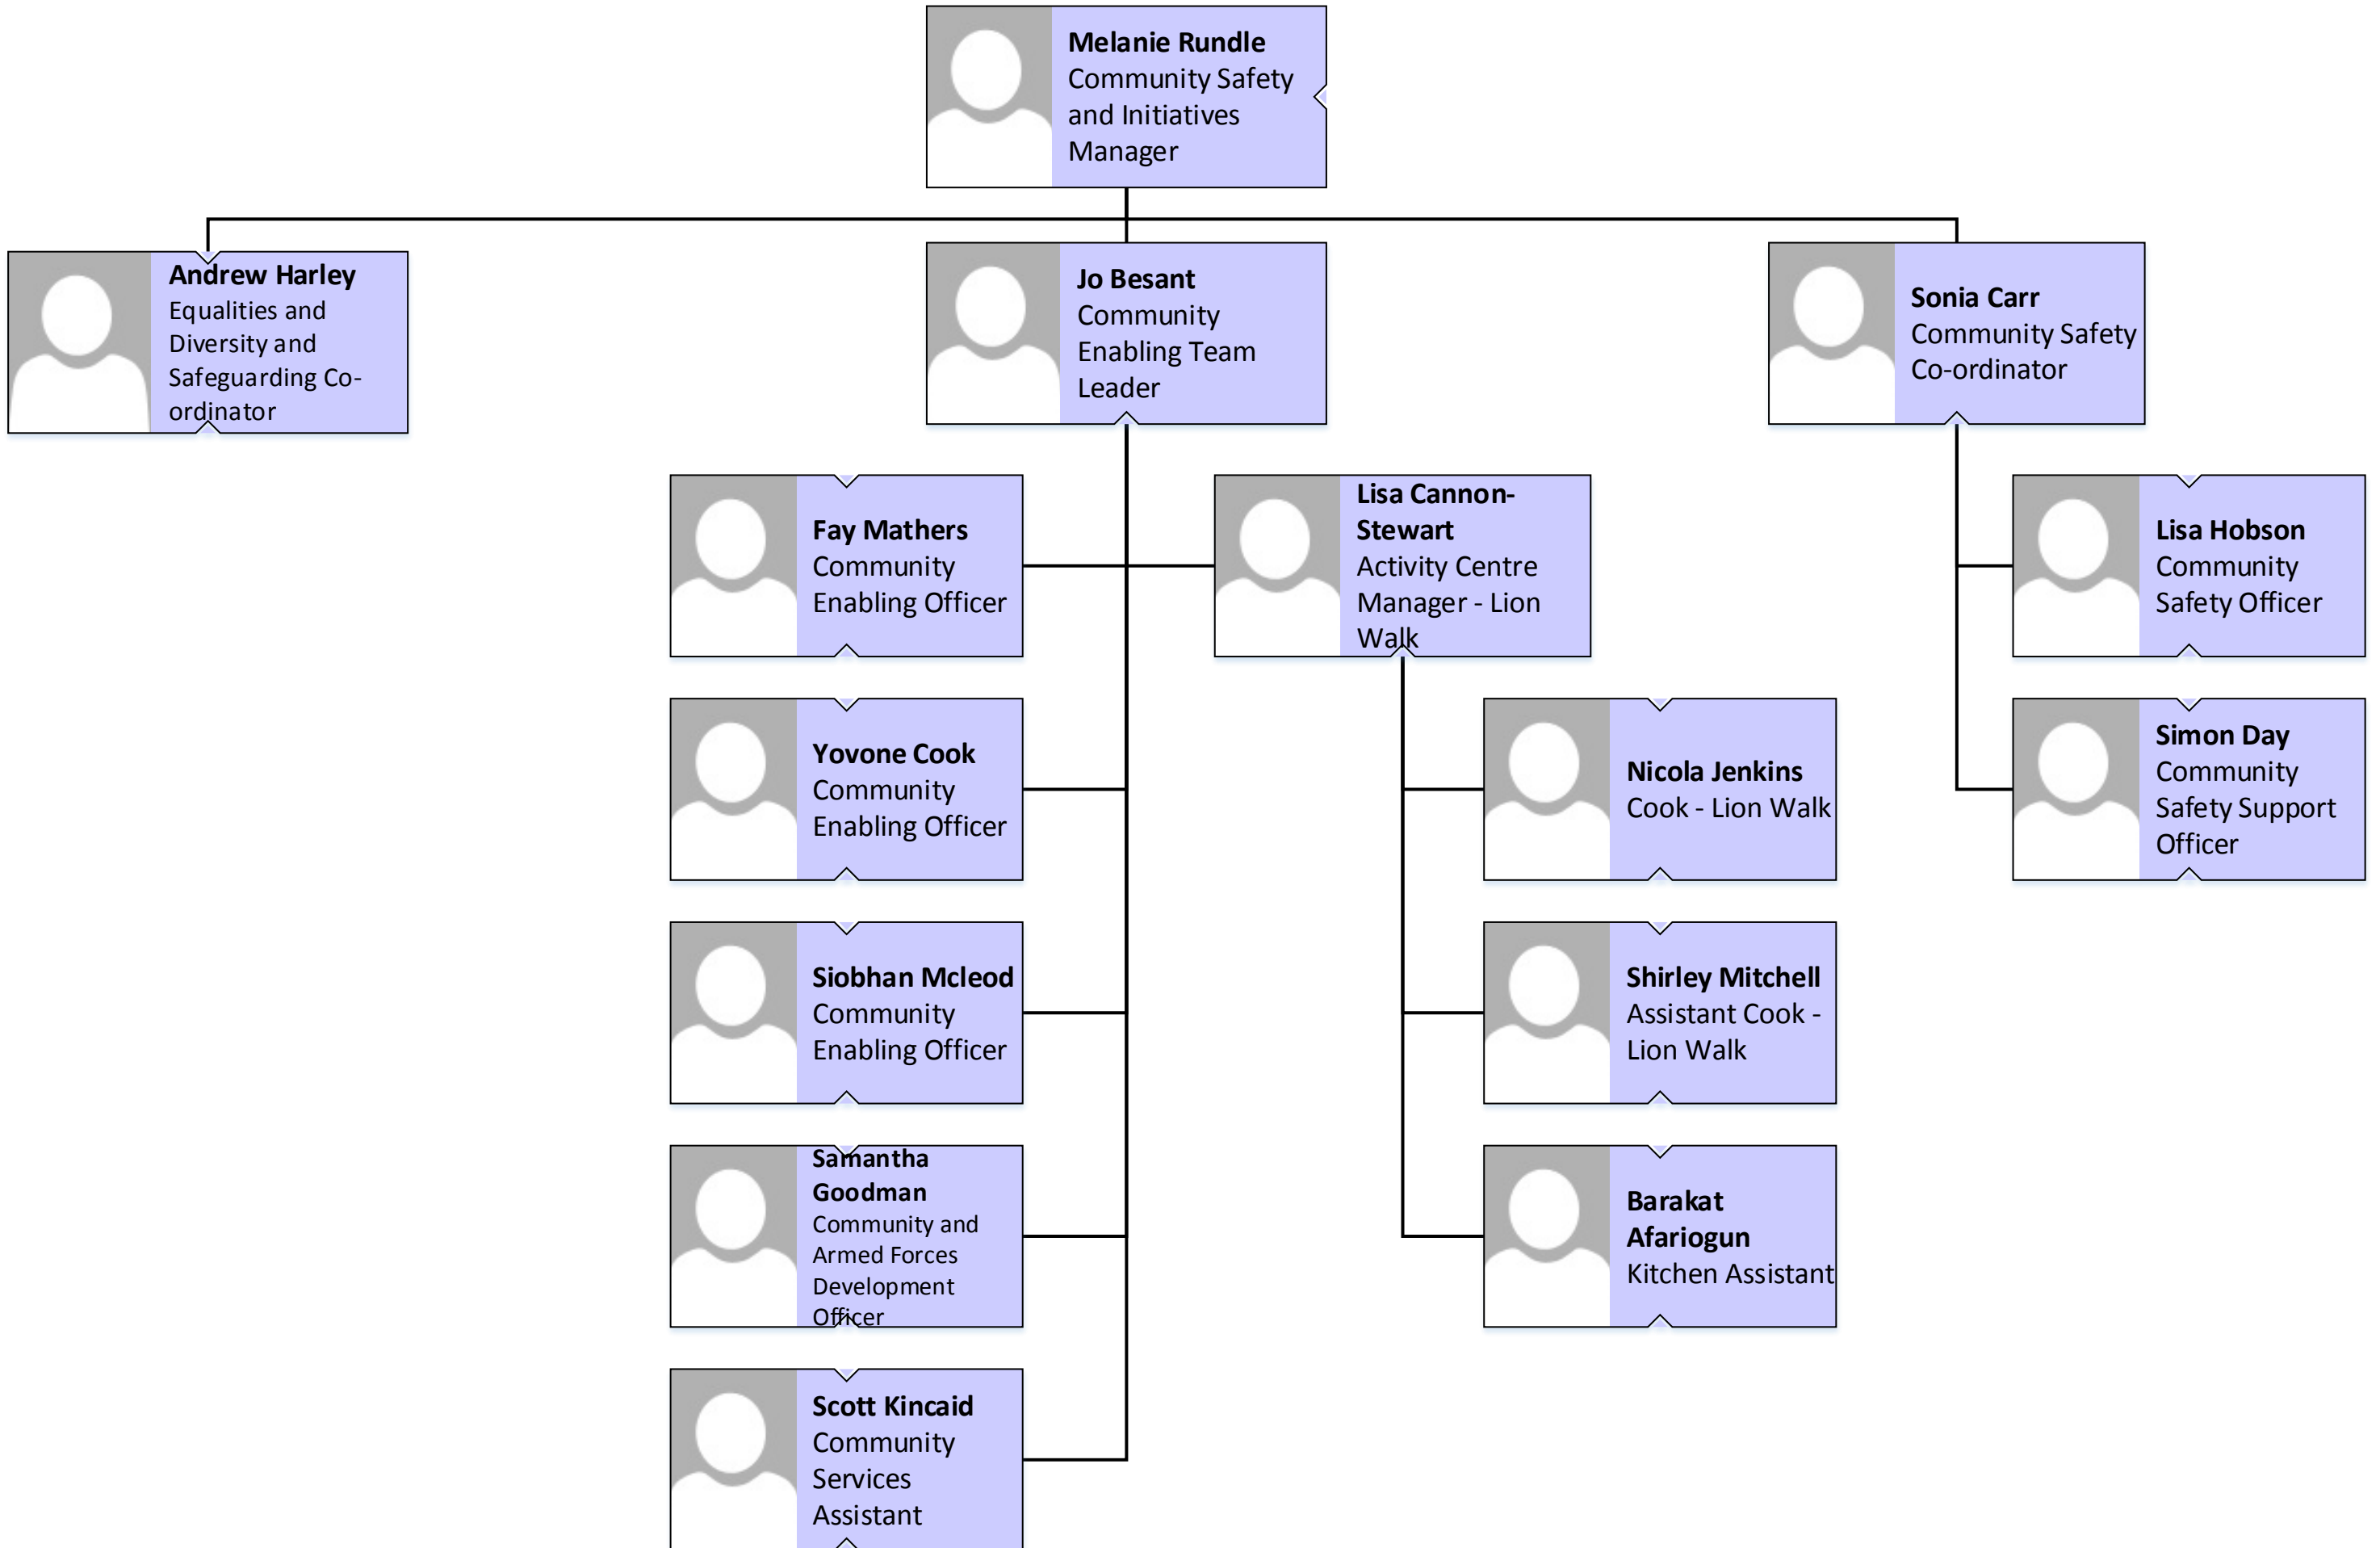 Melanie Rundle
Community Safety
and Initiatives
Manager
Andrew Harley
Equalities and
Diversity and
Safeguarding Co-
ordinator
Jo Besant
Community
Enabling Team
Leader
Sonia Carr
Community Safety
Co-ordinator
Fay Mathers
Community
Enabling Officer
Lisa Cannon-
Stewart
Activity Centre
Manager - Lion
Walk
Lisa Hobson
Community
Safety Officer
Yovone Cook
Community
Enabling Officer
Nicola Jenkins
Cook - Lion Walk
Simon Day
Community
Safety Support
Officer
Siobhan Mcleod
Community
Enabling Officer
Shirley Mitchell
Assistant Cook -
Lion Walk
Samantha
Goodman
Community and
Armed Forces
Development
Officer
Barakat
Afariogun
Kitchen Assistant
Scott Kincaid
Community
Services
Assistant